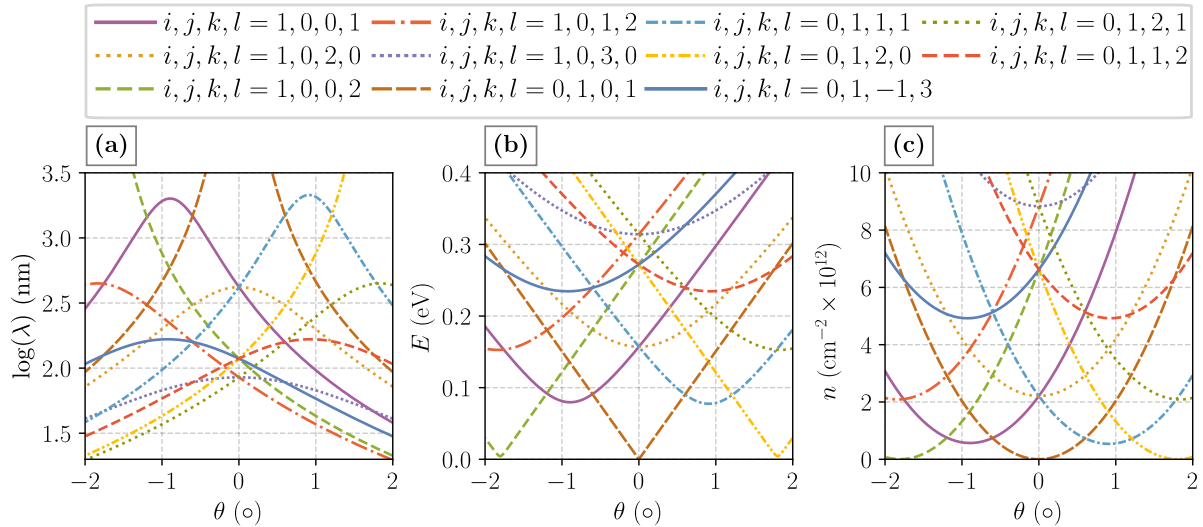 i, j, k, l = 1, 0, 0, 1 i, j, k, l = 1, 0, 1, 2 i, j, k, l = 0, 1, 1, 1 i, j, k, l = 0, 1, 2, 1
i, j, k, l = 1, 0, 2, 0 i, j, k, l = 1, 0, 3, 0 i, j, k, l = 0, 1, 2, 0 i, j, k, l = 0, 1, 1, 2
i, j, k, l = 1, 0, 0, 2 i, j, k, l = 0, 1, 0, 1 i, j, k, l = 0, 1, −1, 3
(a)
log(λ) (nm)
3.5
3.0
2.5
2.0
1.5
−2 −1 0 1 2
θ (∘)
(b)
E (eV)
0.4
0.3
0.2
0.1
0.0
−2 −1 0 1 2
θ (∘)
(c)
n (cm⁻² × 10¹²)
10
8
6
4
2
0
−2 −1 0 1 2
θ (∘)